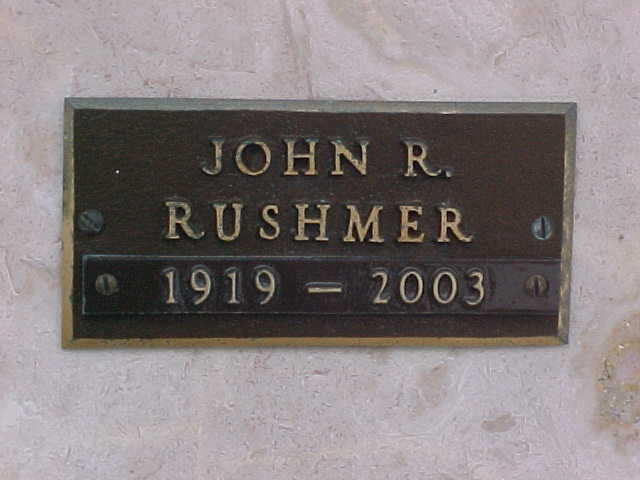 JOHN R.
RUSHMER
1919 – 2003